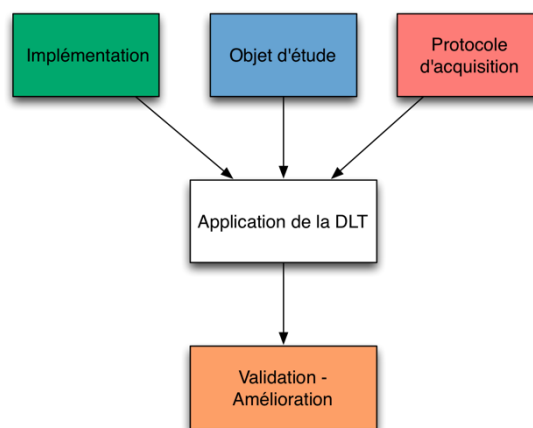 Implémentation
Objet d'étude
Protocole
d'acquisition
Application de la DLT
Validation -
Amélioration